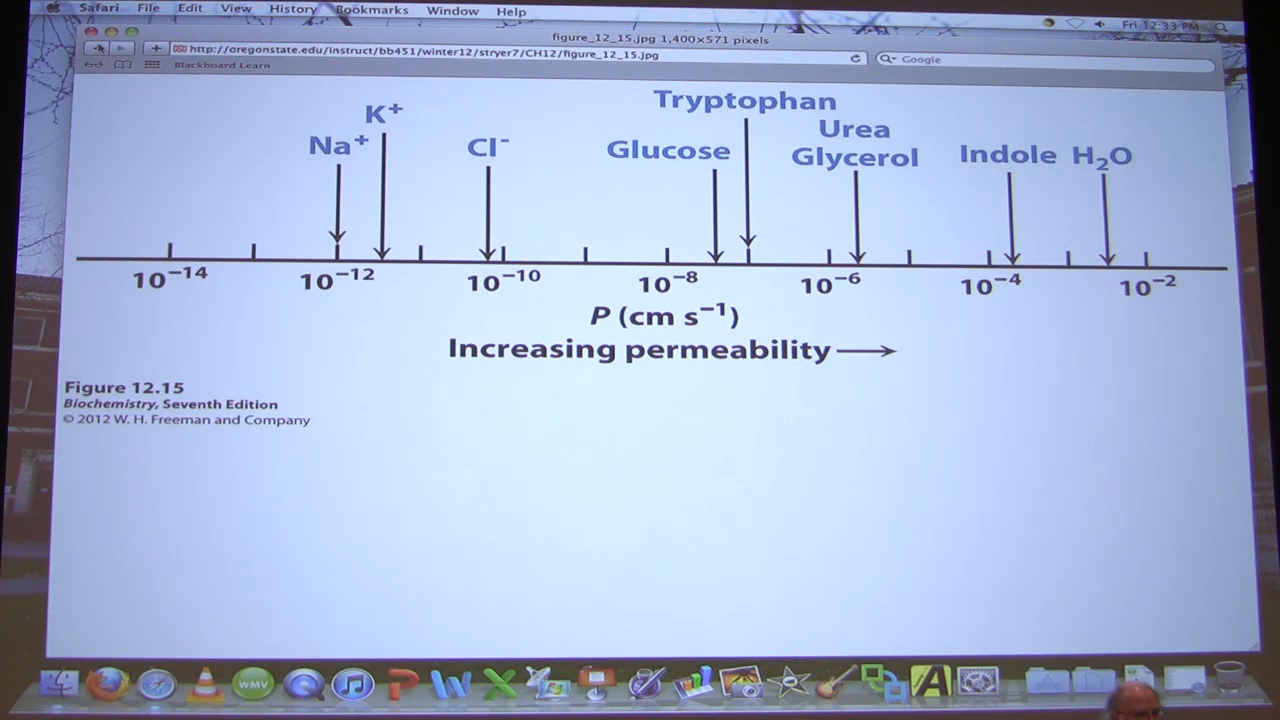 Safari File Edit View History Bookmarks Window Help
Fri 12:33 PM
figure_12_15.jpg 1,400×571 pixels
http://oregonstate.edu/instruct/bb451/winter12/stryer7/CH12/figure_12_15.jpg
Google
Blackboard Learn
Tryptophan
K⁺
Urea
Na⁺
Cl⁻
Glucose
Glycerol
Indole
H₂O
10⁻¹⁴
10⁻¹²
10⁻¹⁰
10⁻⁸
10⁻⁶
10⁻⁴
10⁻²
P (cm s⁻¹)
Increasing permeability
Figure 12.15
Biochemistry, Seventh Edition
© 2012 W. H. Freeman and Company
WMV